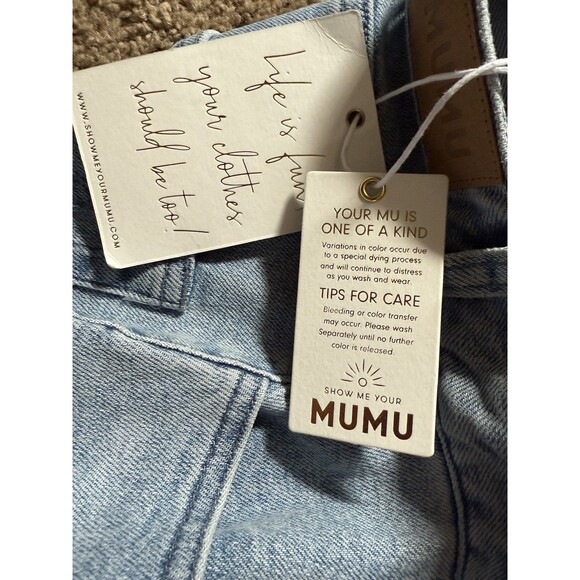 Life is fun
your clothes
should be too!
WWW.SHOWMEYOURMUMU.COM
MUMU
YOUR MU IS
ONE OF A KIND
Variations in color occur due
to a special dying process
and will continue to distress
as you wash and wear.
TIPS FOR CARE
Bleeding or color transfer
may occur. Please wash
Separately until no further
color is released.
SHOW ME YOUR
MUMU